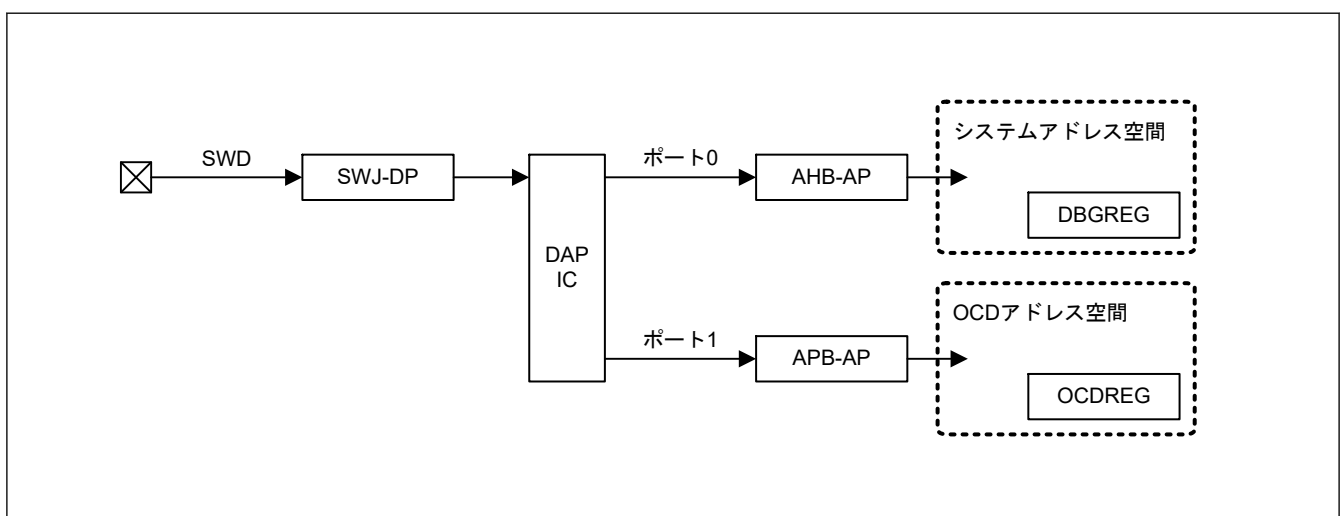 SWD
SWJ-DP
DAP
IC
ポート0
AHB-AP
システムアドレス空間
DBGREG
ポート1
APB-AP
OCDアドレス空間
OCDREG